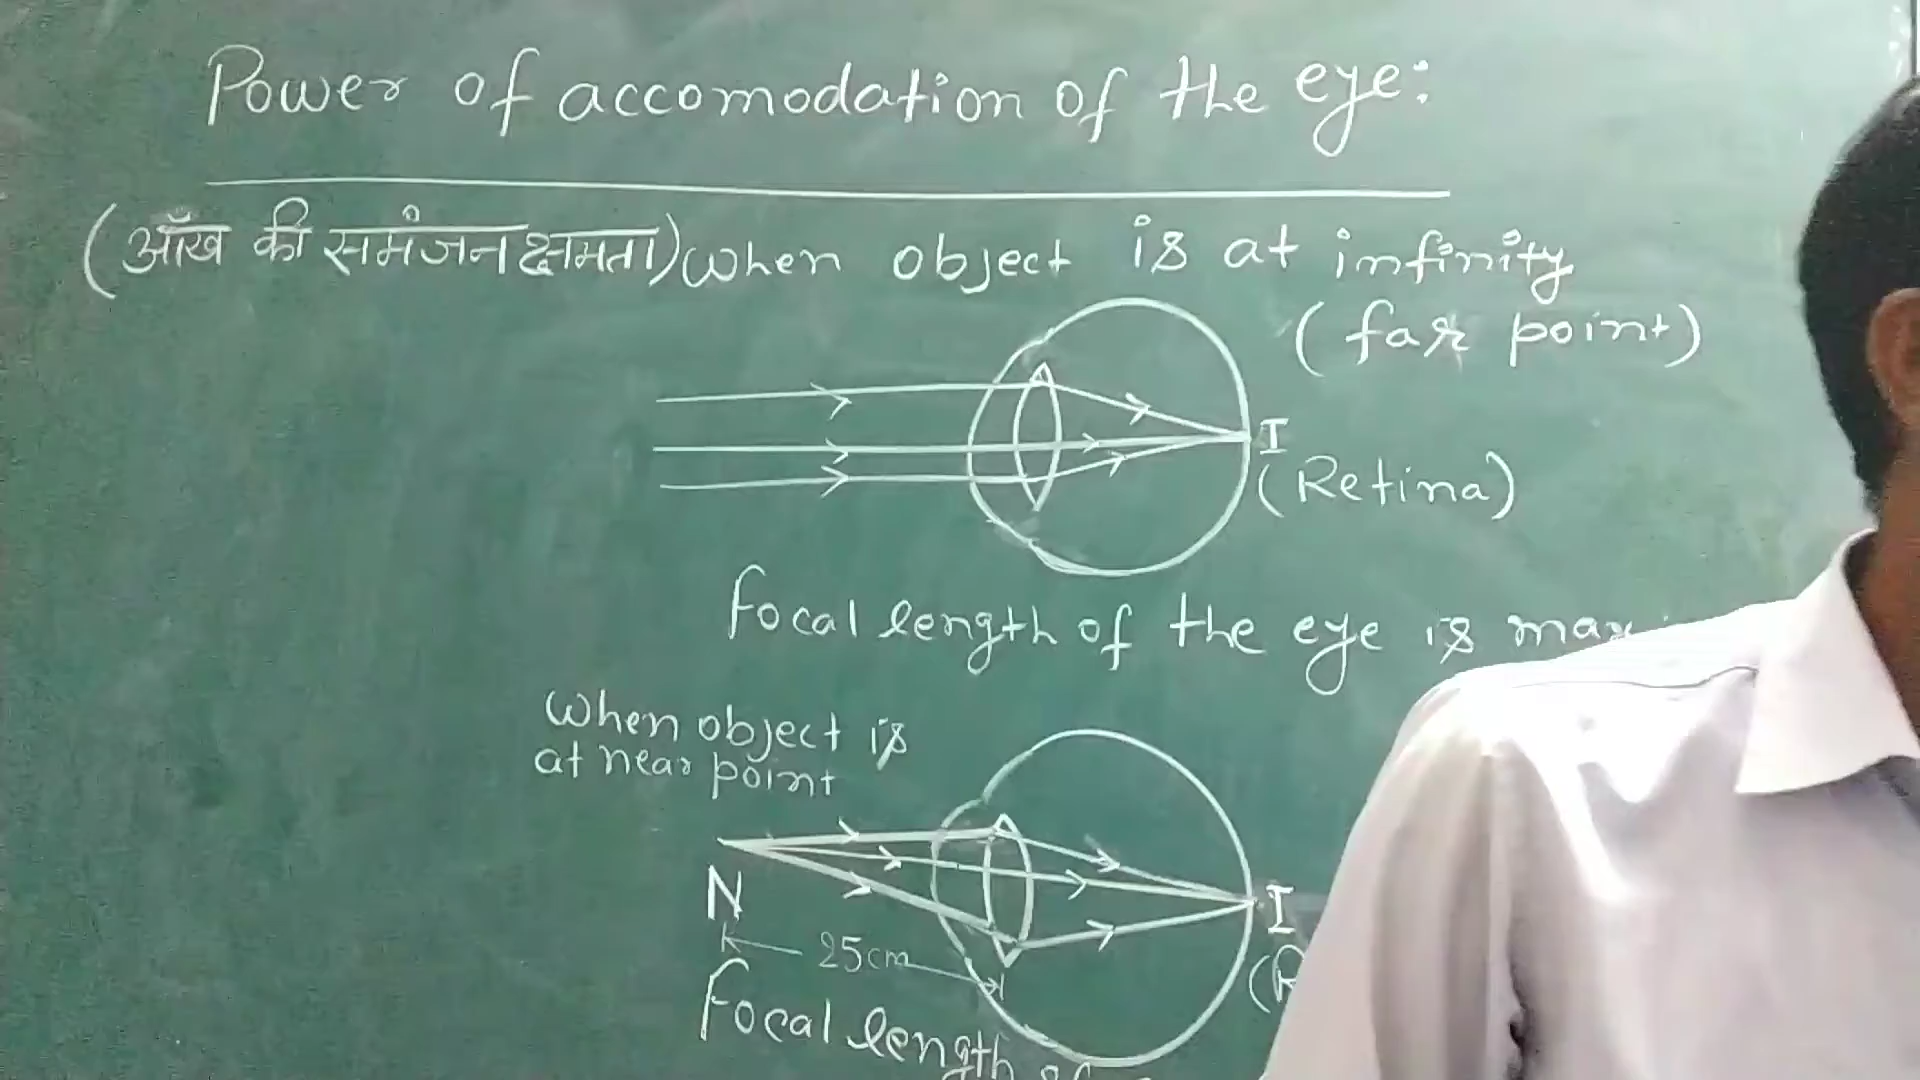 Power of accomodation of the eye:
(आँख की समंजन क्षमता) when object is at infinity
(far point)
I
(Retina)
Focal length of the eye is
when object is
at near point
N
I
25cm
Focal length of